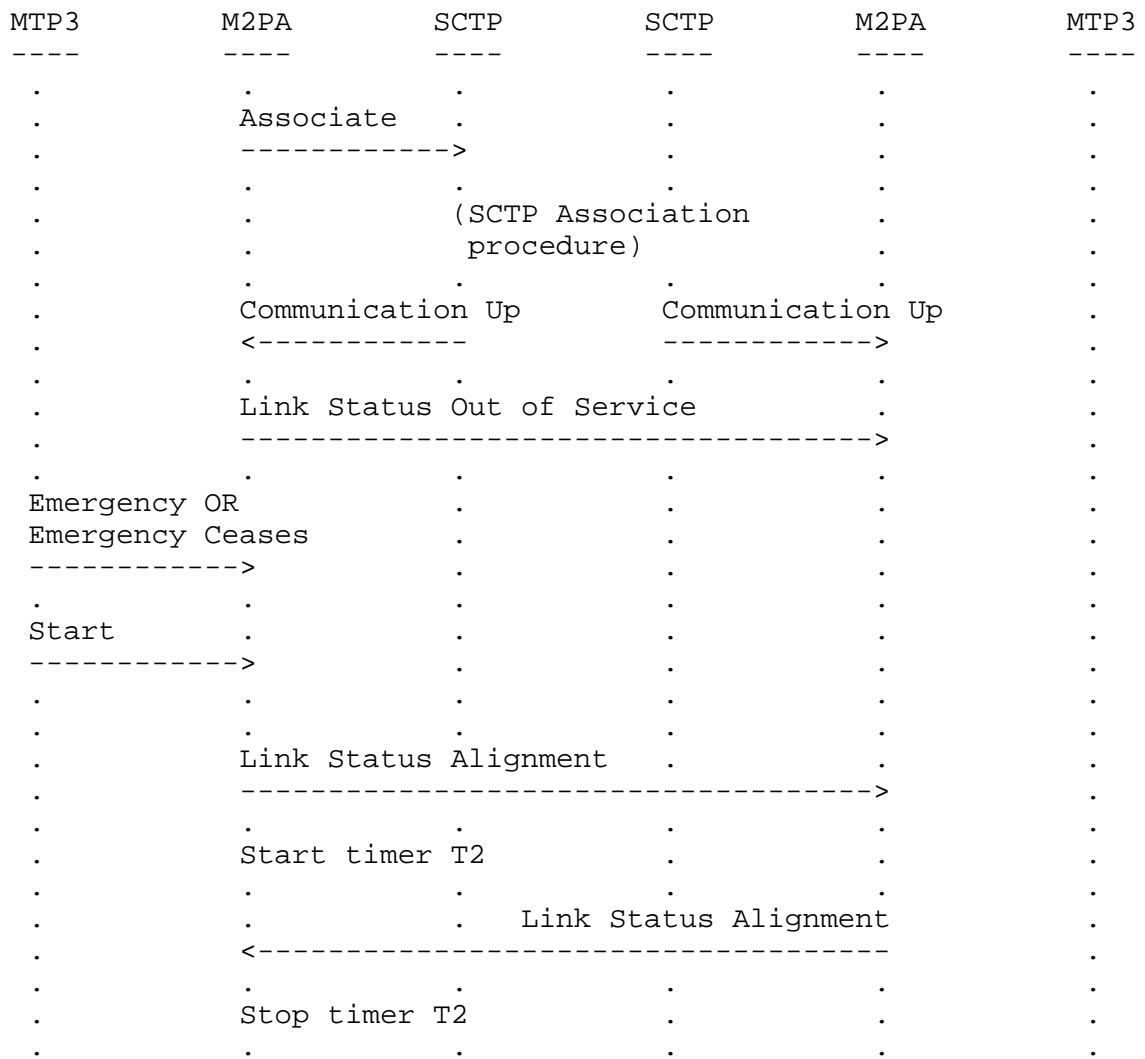 MTP3 M2PA SCTP SCTP M2PA MTP3
---- ---- ---- ---- ---- ----
. . . . . .
. Associate . . . .
. ------------> . . .
. . . . . .
. . (SCTP Association . .
. . procedure) . .
. . . . . .
. Communication Up Communication Up .
. <------------ ------------> .
. . . . . .
. Link Status Out of Service . .
. ------------------------------------> .
. . . . . .
Emergency OR . . . .
Emergency Ceases . . . .
------------> . . . .
. . . . . .
Start . . . . .
------------> . . . .
. . . . . .
. . . . . .
. Link Status Alignment . . .
. ------------------------------------> .
. . . . . .
. Start timer T2 . . .
. . . . . .
. . . Link Status Alignment .
. <------------------------------------ .
. . . . . .
. Stop timer T2 . . .
. . . . . .